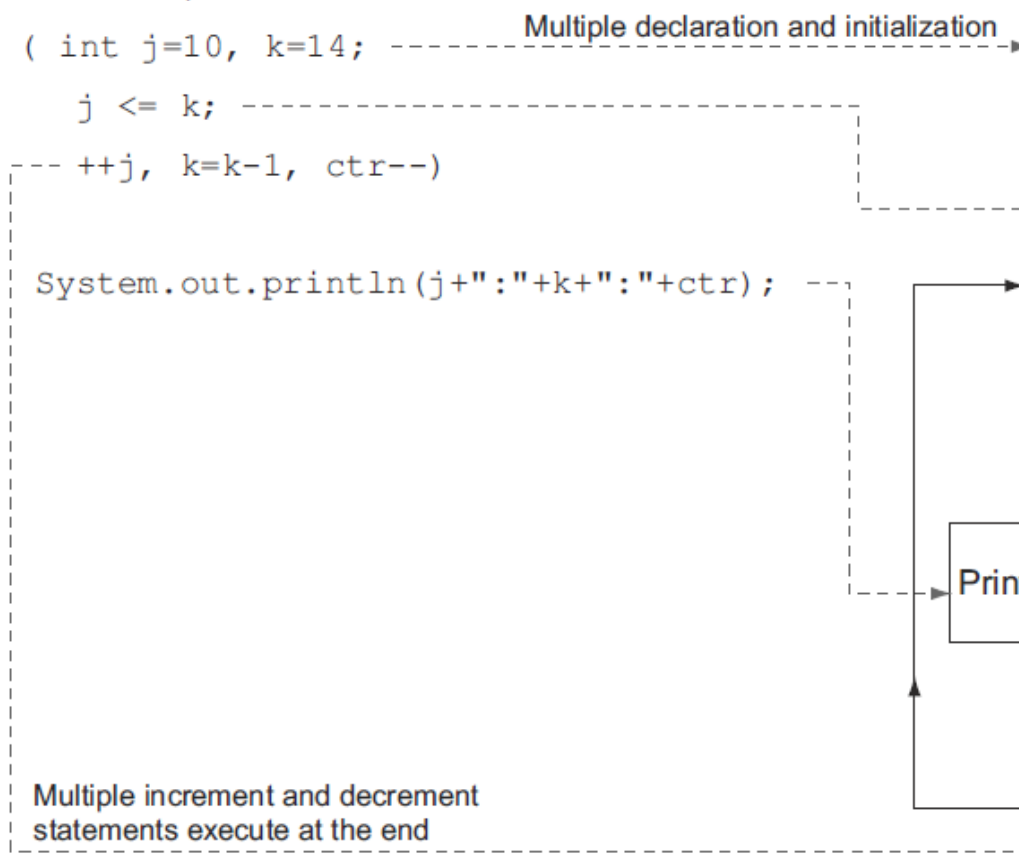 Multiple declaration and initialization
( int j=10, k=14;
j <= k;
++j, k=k-1, ctr--)
System.out.println(j+":"+k+":"+ctr);
Prin
Multiple increment and decrement
statements execute at the end